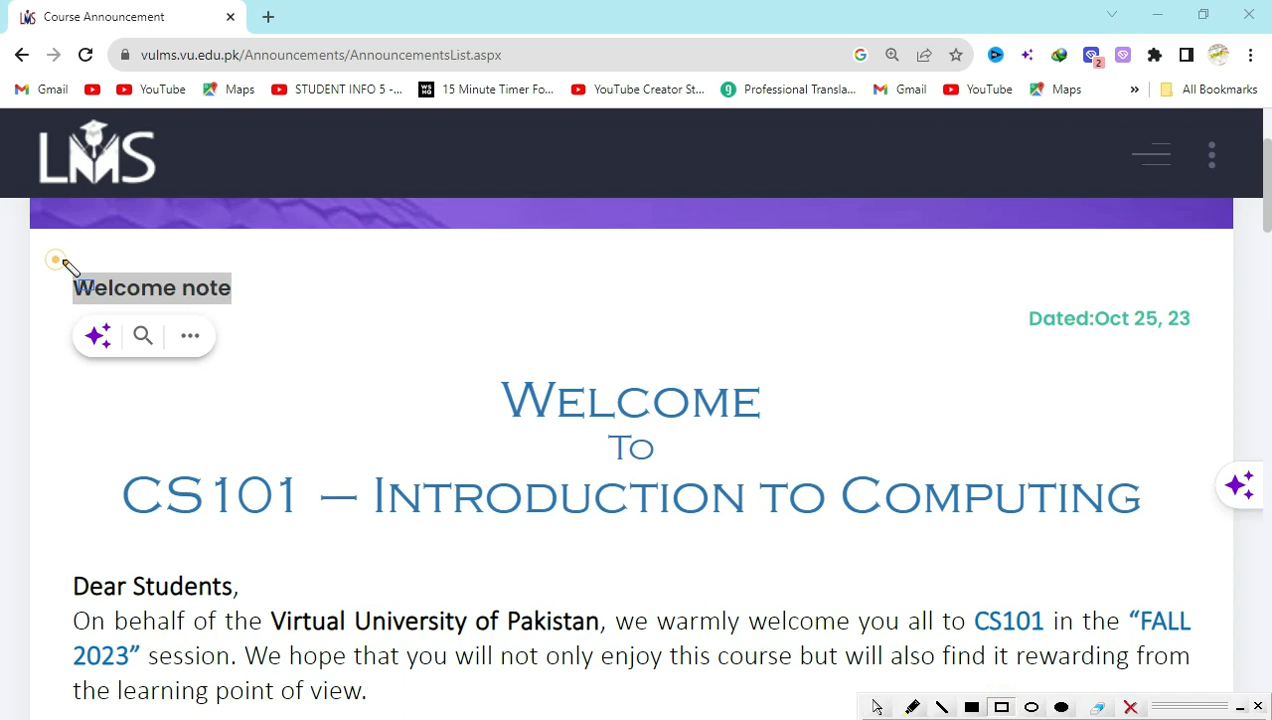 Course Announcement
vulms.vu.edu.pk/Announcements/AnnouncementsList.aspx
2
Gmail YouTube Maps STUDENT INFO 5 -... 15 Minute Timer Fo... YouTube Creator St... Professional Transla... Gmail YouTube Maps » All Bookmarks
LMS
Welcome note
Dated:Oct 25, 23
Welcome
To
CS101 – Introduction to Computing
Dear Students,
On behalf of the Virtual University of Pakistan, we warmly welcome you all to CS101 in the “FALL
2023” session. We hope that you will not only enjoy this course but will also find it rewarding from
the learning point of view.